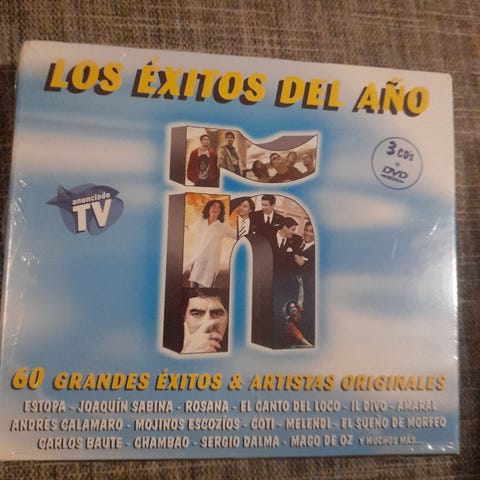 LOS ÉXITOS DEL AÑO
3 CD's
+
DVD
anunciado
TV
Ñ
60 GRANDES ÉXITOS & ARTISTAS ORIGINALES
ESTOPA - JOAQUÍN SABINA - ROSANA - EL CANTO DEL LOCO - IL DIVO - AMARAL
ANDRÉS CALAMARO - MOJINOS ESCOZÍOS - COTI - MELENDI - EL SUEÑO DE MORFEO
CARLOS BAUTE - CHAMBAO - SERGIO DALMA - MAGO DE OZ Y MUCHOS MÁS...